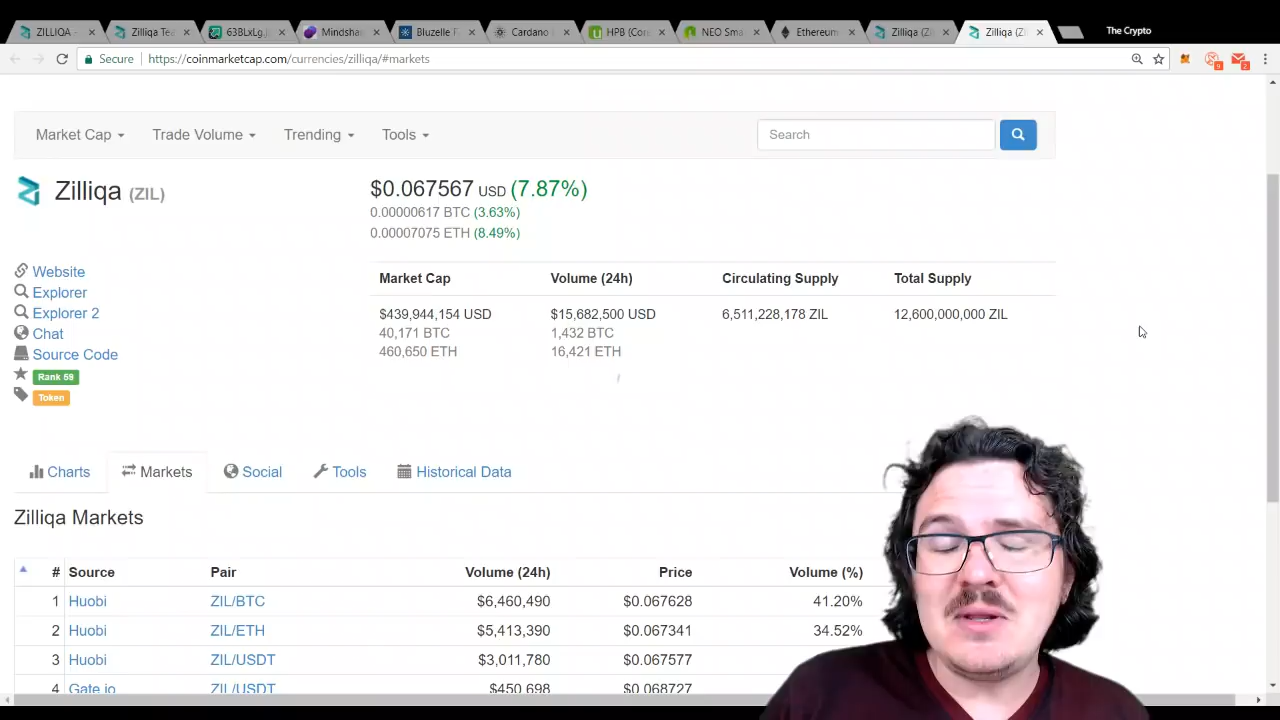 ZILLIQA -
Zilliqa Tea
63BLxLg.
Mindsha
Bluzelle F
Cardano
HPB (Con
NEO Sma
Ethereum
Zilliqa (Z
Zilliqa (Z
The Crypto
Secure
https://coinmarketcap.com/currencies/zilliqa/#markets
Market Cap
Trade Volume
Trending
Tools
Search
Zilliqa (ZIL)
$0.067567 USD (7.87%)
0.00000617 BTC (3.63%)
0.00007075 ETH (8.49%)
Website
Explorer
Explorer 2
Chat
Source Code
Rank 59
Token
Market Cap Volume (24h) Circulating Supply Total Supply
$439,944,154 USD $15,682,500 USD 6,511,228,178 ZIL 12,600,000,000 ZIL
40,171 BTC 1,432 BTC
460,650 ETH 16,421 ETH
Charts Markets Social Tools Historical Data
Zilliqa Markets
# Source Pair Volume (24h) Price Volume (%)
1 Huobi ZIL/BTC $6,460,490 $0.067628 41.20%
2 Huobi ZIL/ETH $5,413,390 $0.067341 34.52%
3 Huobi ZIL/USDT $3,011,780 $0.067577
4 Gate.io ZIL/USDT $450,698 $0.068727